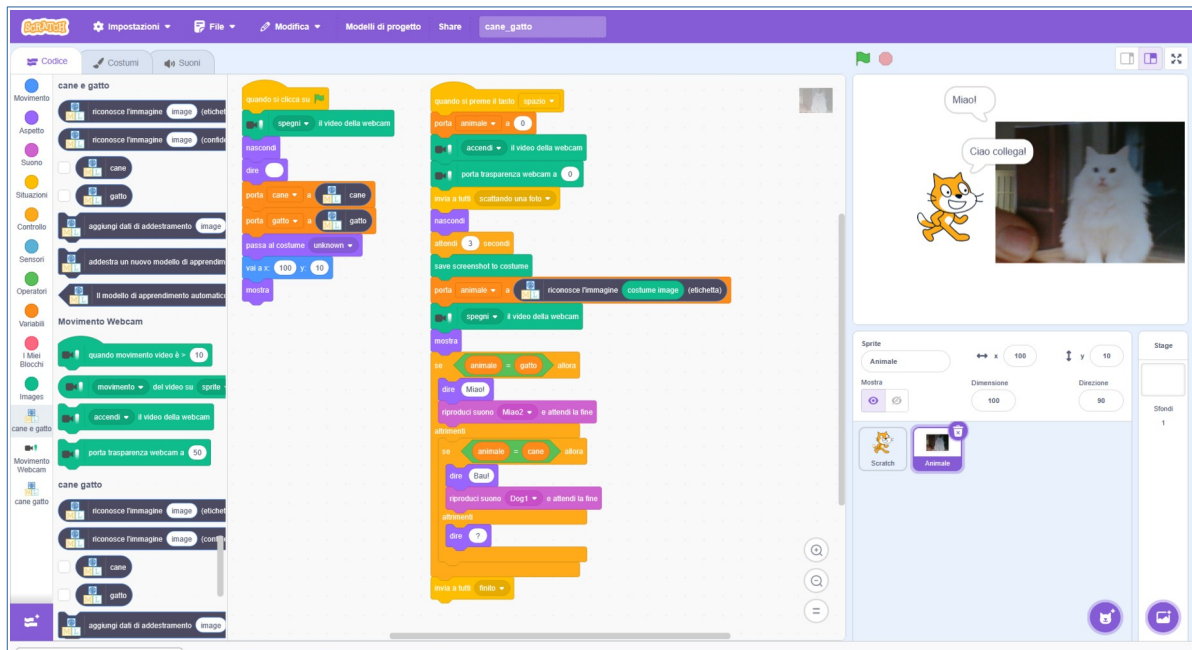 SCRATCH Impostazioni File Modifica Modelli di progetto Share cane_gatto
Codice Costumi Suoni
Movimento
Aspetto
Suono
Situazioni
Controllo
Sensori
Operatori
Variabili
I Miei Blocchi
Images
cane e gatto
Movimento Webcam
cane gatto
cane e gatto
riconosce l'immagine image (etichet
riconosce l'immagine image (confid
cane
gatto
aggiungi dati di addestramento image
addestra un nuovo modello di apprendim
Il modello di apprendimento automatic
Movimento Webcam
quando movimento video è > 10
movimento del video su sprite
accendi il video della webcam
porta trasparenza webcam a 50
cane gatto
riconosce l'immagine image (etichet
riconosce l'immagine image (conf
cane
gatto
aggiungi dati di addestramento image
quando si clicca su
spegni il video della webcam
nascondi
dire
porta cane a cane
porta gatto a gatto
passa al costume unknown
vai a x: 100 y: 10
mostra
quando si preme il tasto spazio
porta animale a 0
accendi il video della webcam
porta trasparenza webcam a 0
invia a tutti scattando una foto
nascondi
attendi 3 secondi
save screenshot to costume
porta animale a riconosce l'immagine costume image (etichetta)
spegni il video della webcam
mostra
se animale = gatto allora
dire Miao!
riproduci suono Miao2 e attendi la fine
altrimenti
se animale = cane allora
dire Bau!
riproduci suono Dog1 e attendi la fine
altrimenti
dire ?
invia a tutti finito
Miao!
Ciao collega!
Sprite
Animale x 100 y 10
Mostra Dimensione Direzione
100 90
Scratch Animale
Stage
Sfondi
1